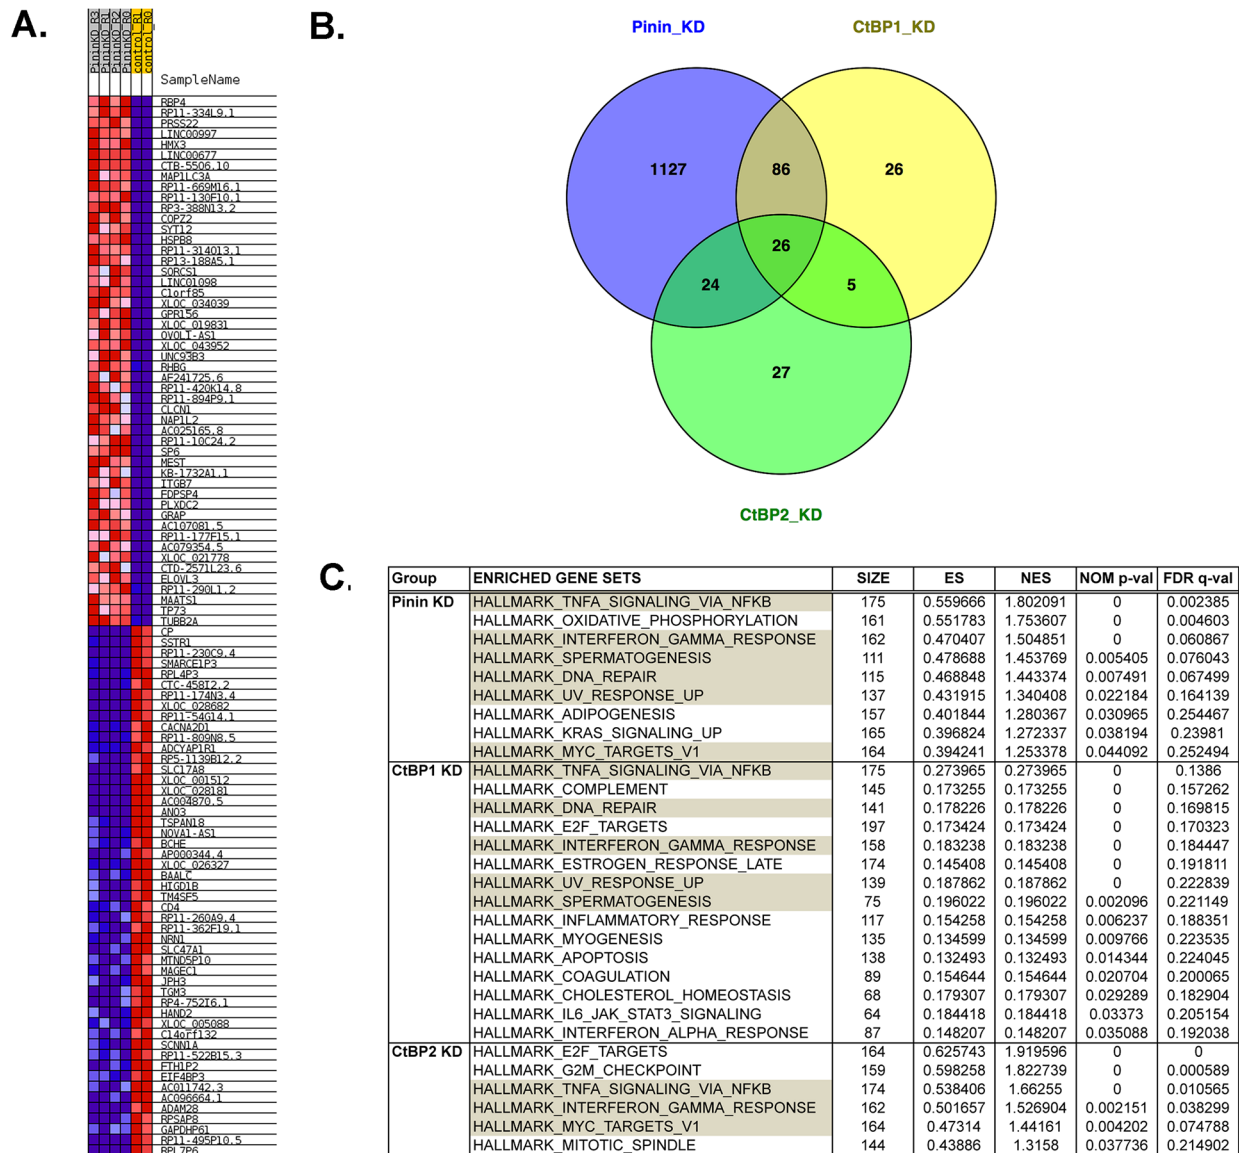 A.
PininKD_R3
PininKD_R1
PininKD_R2
PininKD_R0
control_R1
control_R0
SampleName
RBP4
RP11-334L9.1
PRSS22
LINC00997
HMX3
LINC00677
CTB-5506.10
MAP1LC3A
RP11-669M16.1
RP11-130F10.1
RP3-388N13.2
COPZ2
SYT12
HSPB8
RP11-314O13.1
RP13-188A5.1
SORCS1
LINC01098
C1orf85
XLOC_034039
GPR156
XLOC_019831
OVOL1-AS1
XLOC_043952
UNC93B3
RHBG
AF241725.6
RP11-420K14.8
RP11-894P9.1
CLCN1
NAP1L2
AC025165.8
RP11-10C24.2
SP6
MEST
KB-1732A1.1
ITGB7
FDPSP4
PLXDC2
GRAP
AC107081.5
RP11-177F15.1
AC079354.5
XLOC_021778
CTD-2571L23.6
ELOVL3
RP11-290L1.2
MAATS1
TP73
TUBB2A
CP
SSTR1
RP11-230C9.4
SMARCE1P3
RPL4P3
CTC-458I2.2
RP11-174N3.4
XLOC_028682
RP11-54G14.1
CACNA2D1
RP11-809N8.5
ADCYAP1R1
RP5-1139B12.2
SLC17A8
XLOC_001512
XLOC_028181
AC004870.5
ANO3
TSPAN18
NOVA1-AS1
BCHE
AP000344.4
XLOC_026327
BAALC
HIGD1B
TM4SF5
CD4
RP11-260A9.4
RP11-362F19.1
NRN1
SLC47A1
MTND5P10
MAGEC1
JPH3
TGM3
RP4-752I6.1
HAND2
XLOC_005088
C14orf132
SCNN1A
RP11-522B15.3
FTH1P2
EIF4BP3
AC011742.3
AC096664.1
ADAM28
RPSAP8
GAPDHP61
RP11-495P10.5
RPL7P6
B.
Pinin_KD
CtBP1_KD
1127
86
26
26
24
5
27
CtBP2_KD
C.
Group ENRICHED GENE SETS SIZE ES NES NOM p-val FDR q-val
Pinin KD HALLMARK_TNFA_SIGNALING_VIA_NFKB 175 0.559666 1.802091 0 0.002385
HALLMARK_OXIDATIVE_PHOSPHORYLATION 161 0.551783 1.753607 0 0.004603
HALLMARK_INTERFERON_GAMMA_RESPONSE 162 0.470407 1.504851 0 0.060867
HALLMARK_SPERMATOGENESIS 111 0.478688 1.453769 0.005405 0.076043
HALLMARK_DNA_REPAIR 115 0.468848 1.443374 0.007491 0.067499
HALLMARK_UV_RESPONSE_UP 137 0.431915 1.340408 0.022184 0.164139
HALLMARK_ADIPOGENESIS 157 0.401844 1.280367 0.030965 0.254467
HALLMARK_KRAS_SIGNALING_UP 165 0.396824 1.272337 0.038194 0.23981
HALLMARK_MYC_TARGETS_V1 164 0.394241 1.253378 0.044092 0.252494
CtBP1 KD HALLMARK_TNFA_SIGNALING_VIA_NFKB 175 0.273965 0.273965 0 0.1386
HALLMARK_COMPLEMENT 145 0.173255 0.173255 0 0.157262
HALLMARK_DNA_REPAIR 141 0.178226 0.178226 0 0.169815
HALLMARK_E2F_TARGETS 197 0.173424 0.173424 0 0.170323
HALLMARK_INTERFERON_GAMMA_RESPONSE 158 0.183238 0.183238 0 0.184447
HALLMARK_ESTROGEN_RESPONSE_LATE 174 0.145408 0.145408 0 0.191811
HALLMARK_UV_RESPONSE_UP 139 0.187862 0.187862 0 0.222839
HALLMARK_SPERMATOGENESIS 75 0.196022 0.196022 0.002096 0.221149
HALLMARK_INFLAMMATORY_RESPONSE 117 0.154258 0.154258 0.006237 0.188351
HALLMARK_MYOGENESIS 135 0.134599 0.134599 0.009766 0.223535
HALLMARK_APOPTOSIS 138 0.132493 0.132493 0.014344 0.224045
HALLMARK_COAGULATION 89 0.154644 0.154644 0.020704 0.200065
HALLMARK_CHOLESTEROL_HOMEOSTASIS 68 0.179307 0.179307 0.029289 0.182904
HALLMARK_IL6_JAK_STAT3_SIGNALING 64 0.184418 0.184418 0.03373 0.205154
HALLMARK_INTERFERON_ALPHA_RESPONSE 87 0.148207 0.148207 0.035088 0.192038
CtBP2 KD HALLMARK_E2F_TARGETS 164 0.625743 1.919596 0 0
HALLMARK_G2M_CHECKPOINT 159 0.598258 1.822739 0 0.000589
HALLMARK_TNFA_SIGNALING_VIA_NFKB 174 0.538406 1.66255 0 0.010565
HALLMARK_INTERFERON_GAMMA_RESPONSE 162 0.501657 1.526904 0.002151 0.038299
HALLMARK_MYC_TARGETS_V1 164 0.47314 1.44161 0.004202 0.074788
HALLMARK_MITOTIC_SPINDLE 144 0.43886 1.3158 0.037736 0.214902